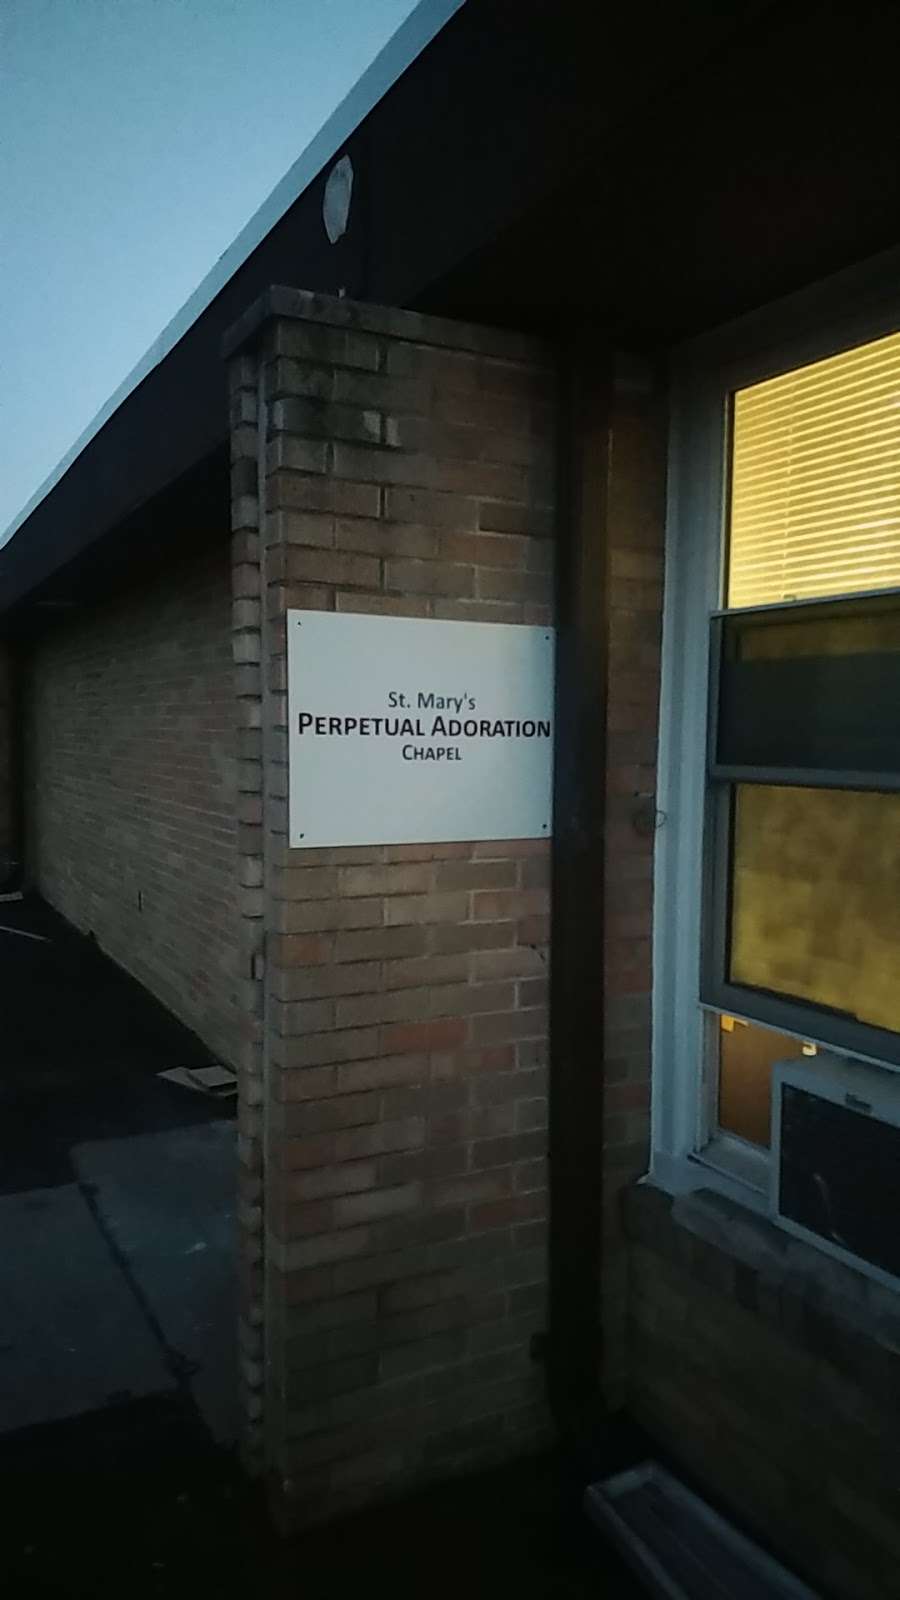 St. Mary's
PERPETUAL ADORATION
CHAPEL